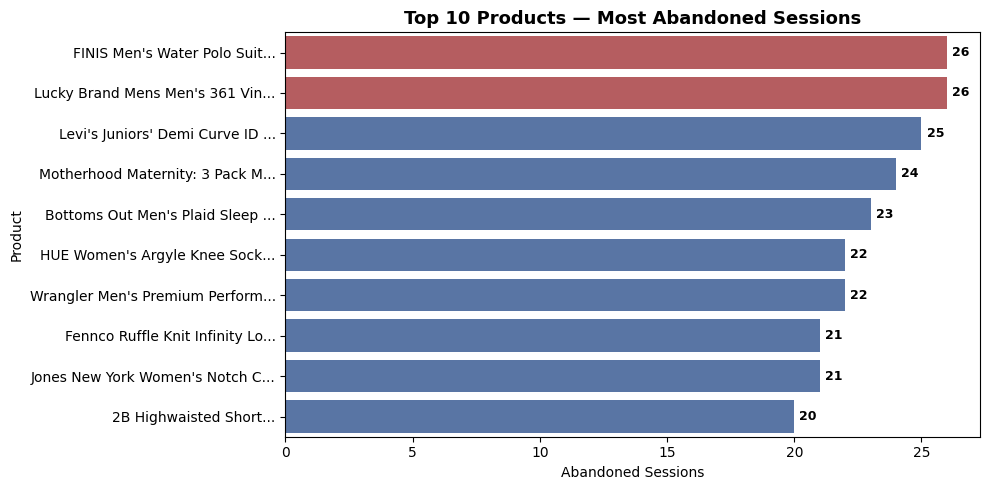 Top 10 Products — Most Abandoned Sessions
FINIS Men's Water Polo Suit... 26
Lucky Brand Mens Men's 361 Vin... 26
Levi's Juniors' Demi Curve ID ... 25
Motherhood Maternity: 3 Pack M... 24
Bottoms Out Men's Plaid Sleep ... 23
HUE Women's Argyle Knee Sock... 22
Wrangler Men's Premium Perform... 22
Fennco Ruffle Knit Infinity Lo... 21
Jones New York Women's Notch C... 21
2B Highwaisted Short... 20
Product
0 5 10 15 20 25
Abandoned Sessions